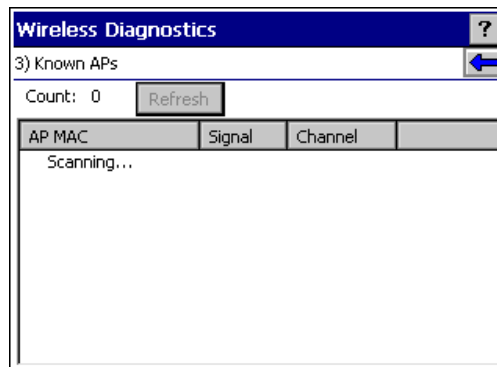 Wireless Diagnostics ?
3) Known APs
Count: 0 Refresh
AP MAC Signal Channel
Scanning...